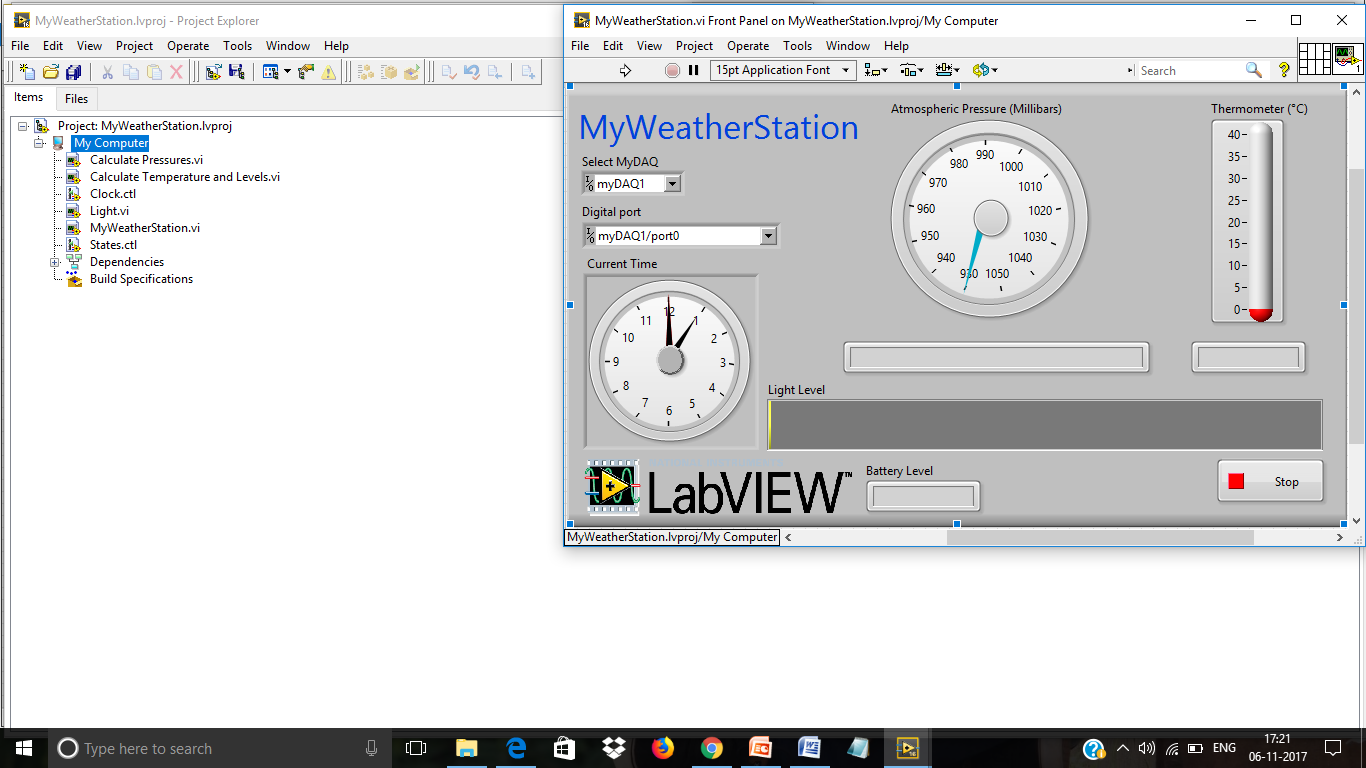 MyWeatherStation.lvproj - Project Explorer
File Edit View Project Operate Tools Window Help
Items Files
Project: MyWeatherStation.lvproj
My Computer
Calculate Pressures.vi
Calculate Temperature and Levels.vi
Clock.ctl
Light.vi
MyWeatherStation.vi
States.ctl
Dependencies
Build Specifications
MyWeatherStation.vi Front Panel on MyWeatherStation.lvproj/My Computer
File Edit View Project Operate Tools Window Help
15pt Application Font
Search
?
1
MyWeatherStation
Select MyDAQ
myDAQ1
Digital port
myDAQ1/port0
Current Time
12
1
2
3
4
5
6
7
8
9
10
11
Atmospheric Pressure (Millibars)
930
940
950
960
970
980
990
1000
1010
1020
1030
1040
1050
Thermometer (°C)
40
35
30
25
20
15
10
5
0
Light Level
LabVIEW™
Battery Level
Stop
MyWeatherStation.lvproj/My Computer
Type here to search
ENG
17:21
06-11-2017